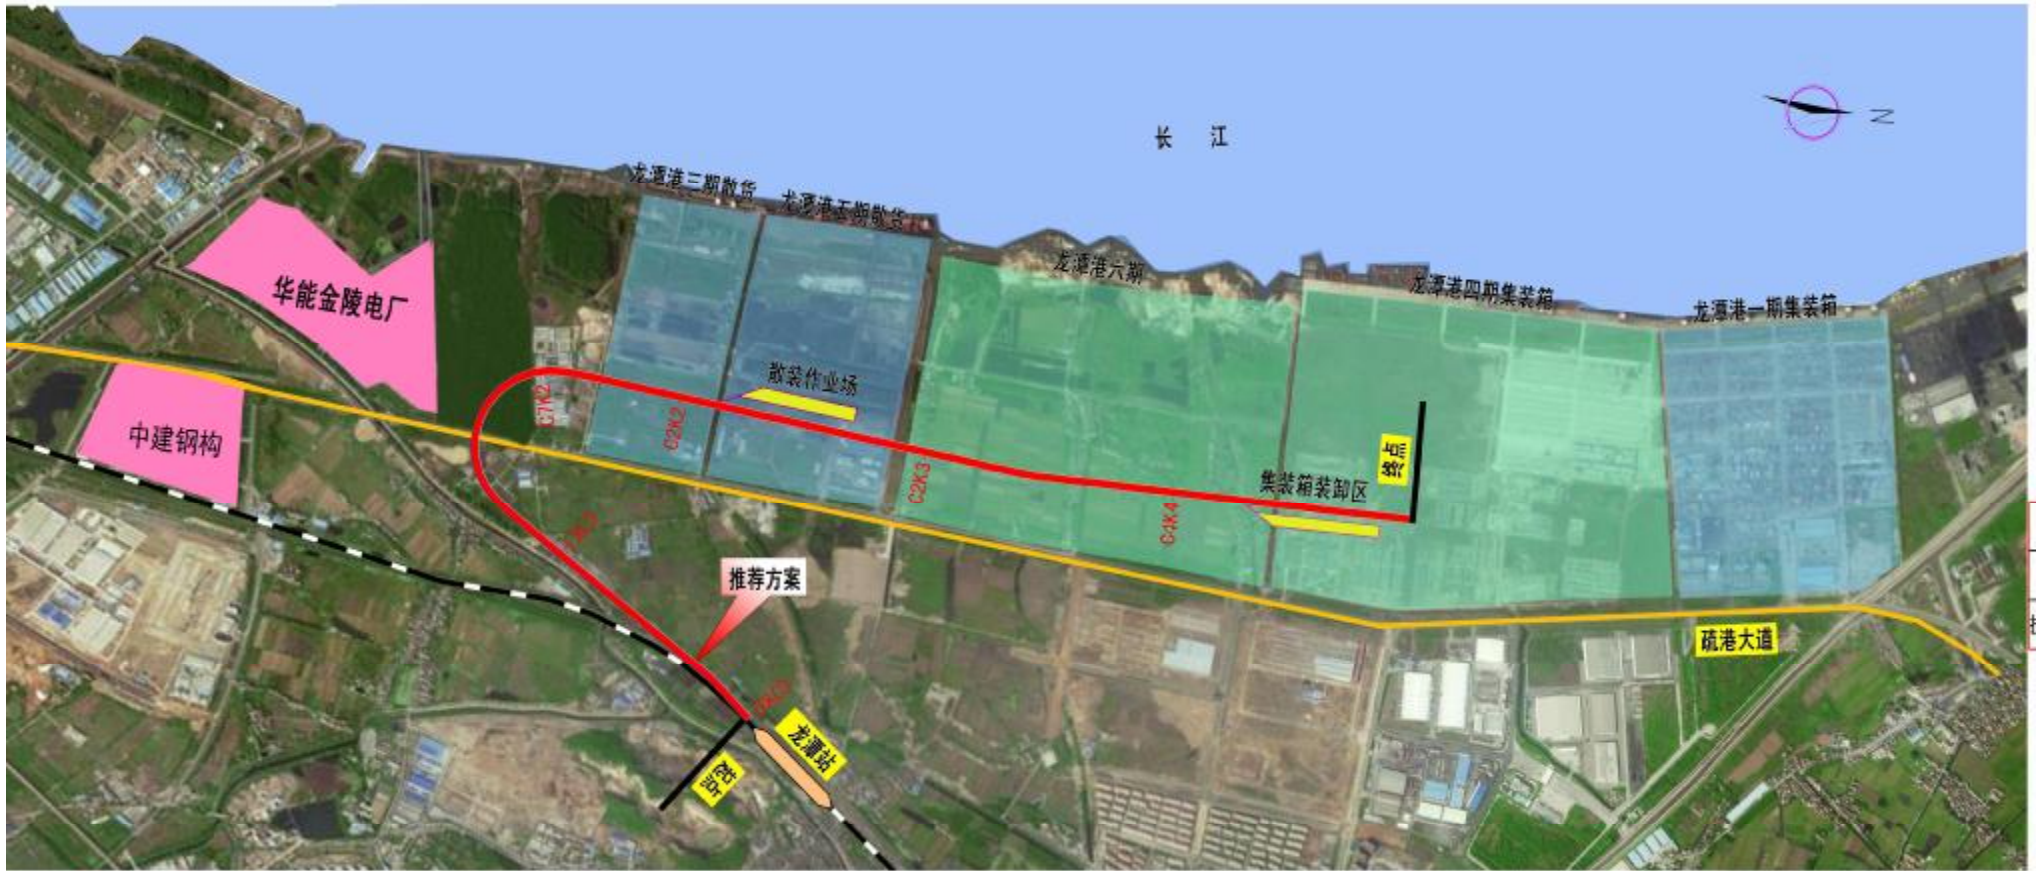 长 江
N
龙潭港三期散货
龙潭港五期散货
龙潭港六期
龙潭港四期集装箱
龙潭港一期集装箱
华能金陵电厂
散装作业场
中建钢构
C2K2
C2K3
终点
集装箱装卸区
推荐方案
疏港大道
龙潭站